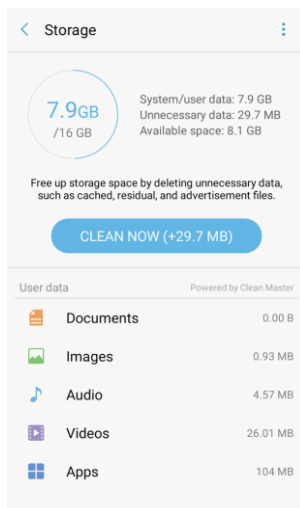 Storage
7.9GB
/16 GB
System/user data: 7.9 GB
Unnecessary data: 29.7 MB
Available space: 8.1 GB
Free up storage space by deleting unnecessary data,
such as cached, residual, and advertisement files.
CLEAN NOW (+29.7 MB)
User data Powered by Clean Master
Documents 0.00 B
Images 0.93 MB
Audio 4.57 MB
Videos 26.01 MB
Apps 104 MB